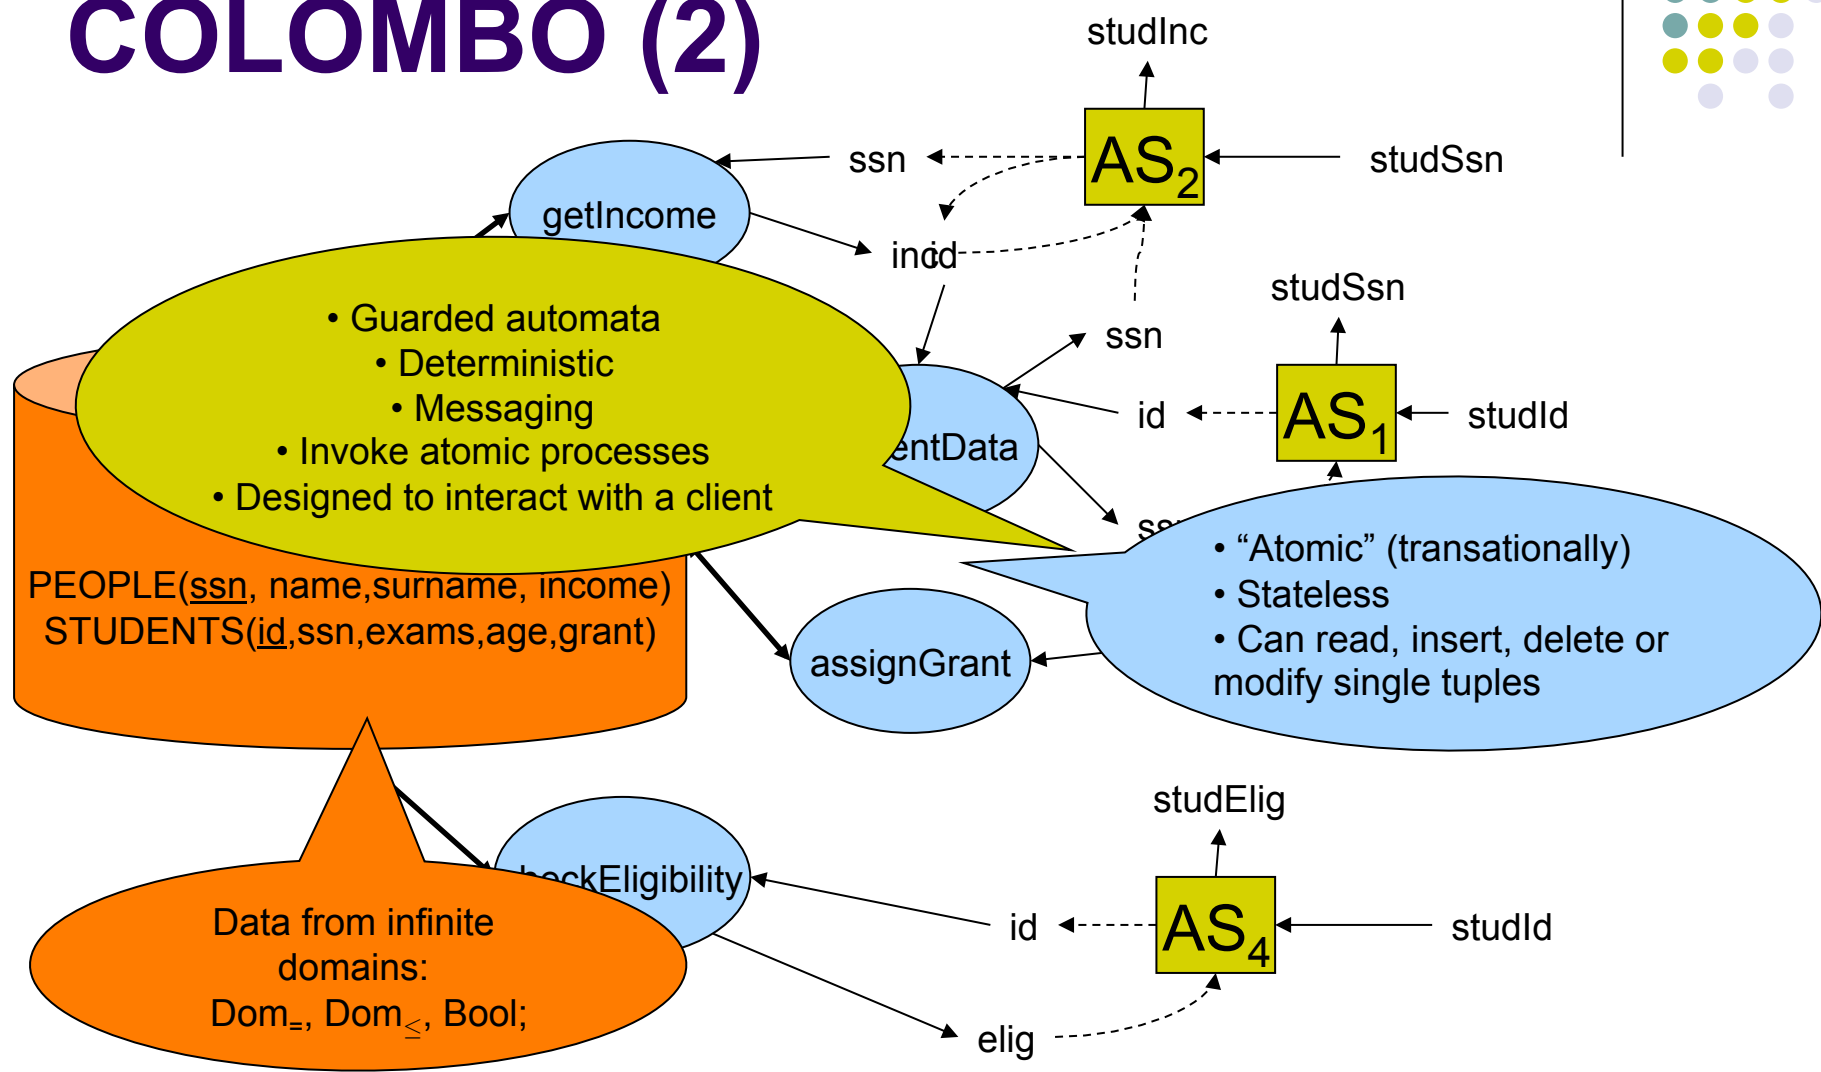 COLOMBO (2)
studInc
AS2
ssn
studSsn
getIncome
inc
id
• Guarded automata
• Deterministic
• Messaging
• Invoke atomic processes
• Designed to interact with a client
studSsn
ssn
AS1
id
studId
entData
• “Atomic” (transationally)
• Stateless
• Can read, insert, delete or
modify single tuples
PEOPLE(ssn, name,surname, income)
STUDENTS(id,ssn,exams,age,grant)
assignGrant
studElig
heckEligibility
AS4
id
studId
Data from infinite
domains:
Dom=, Dom≤, Bool;
elig